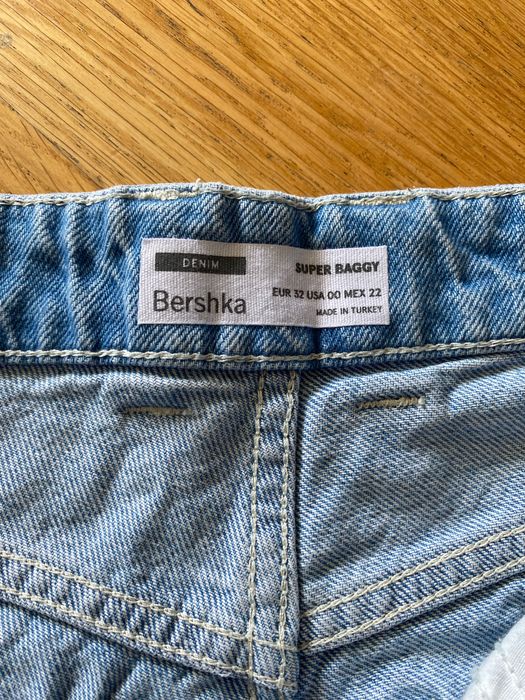 DENIM
Bershka
SUPER BAGGY
EUR 32 USA 00 MEX 22
MADE IN TURKEY